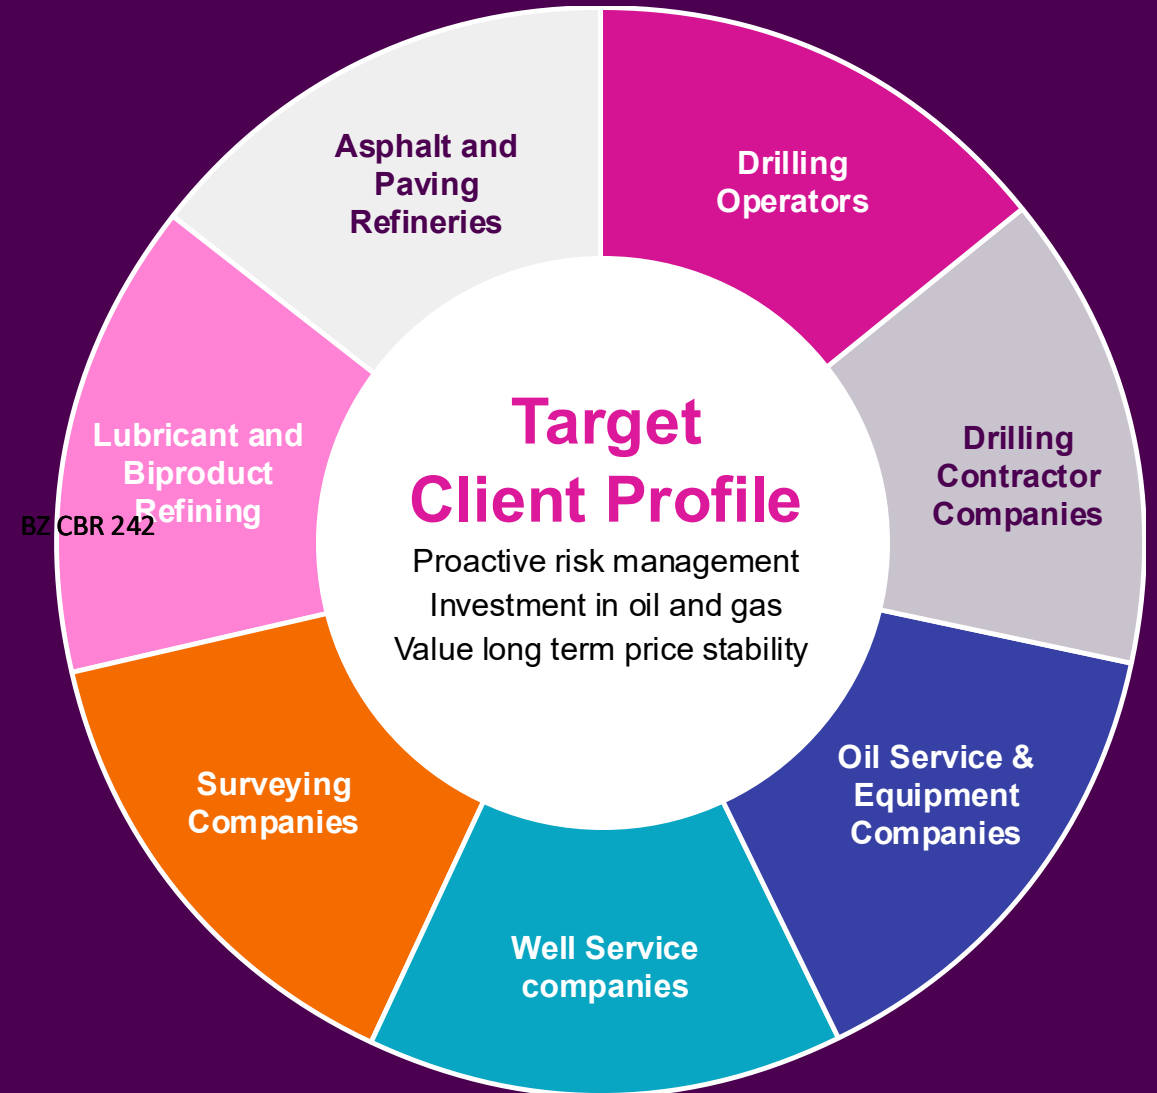 Asphalt and
Paving
Refineries
Drilling
Operators
Drilling
Contractor
Companies
Oil Service &
Equipment
Companies
Well Service
companies
Surveying
Companies
Lubricant and
Biproduct
Refining
BZ CBR 242
Target
Client Profile
Proactive risk management
Investment in oil and gas
Value long term price stability